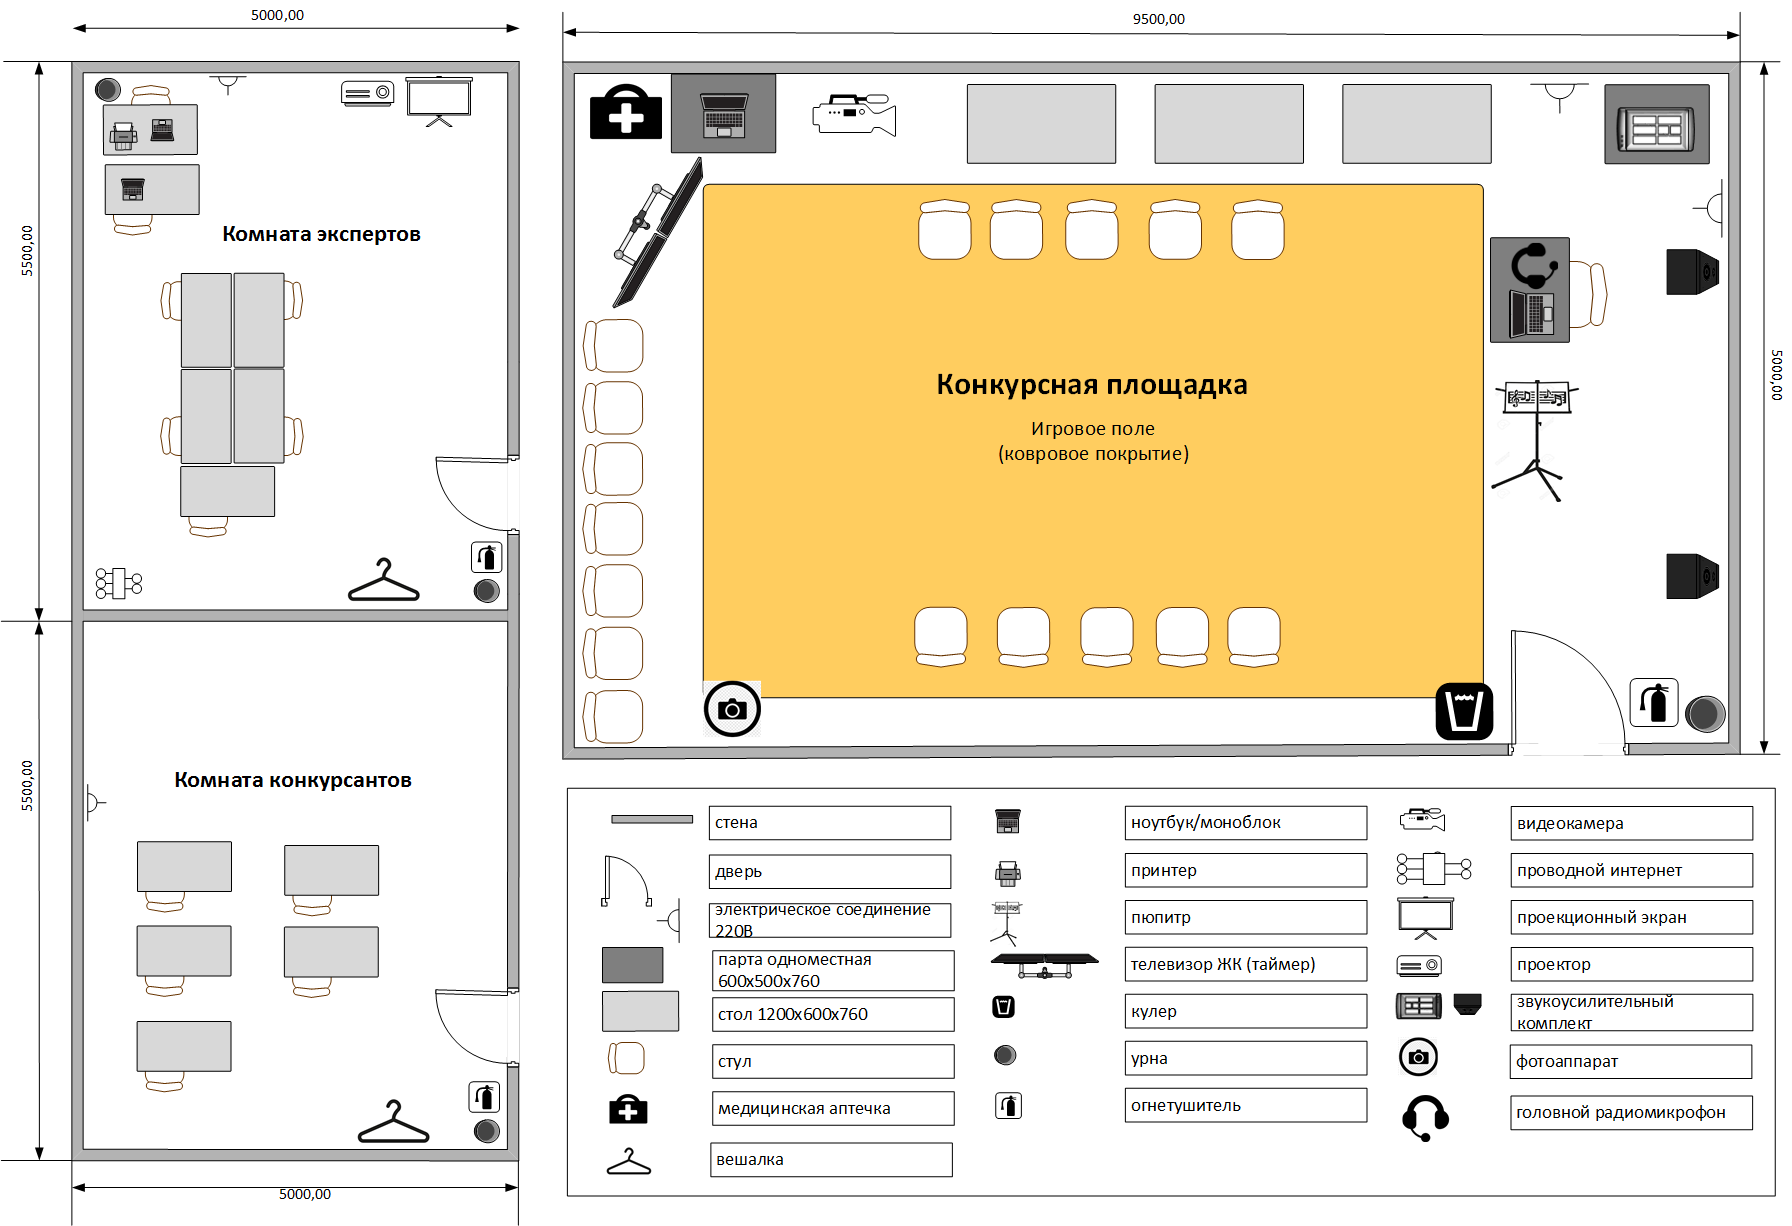 5000,00
9500,00
5500,00
Комната экспертов
5500,00
Комната конкурсантов
5000,00
Конкурсная площадка
Игровое поле
(ковровое покрытие)
5000,00
стена
дверь
электрическое соединение
220В
парта одноместная
600х500х760
стол 1200х600х760
стул
медицинская аптечка
вешалка
ноутбук/моноблок
принтер
пюпитр
телевизор ЖК (таймер)
кулер
урна
огнетушитель
видеокамера
проводной интернет
проекционный экран
проектор
звукоусилительный
комплект
фотоаппарат
головной радиомикрофон